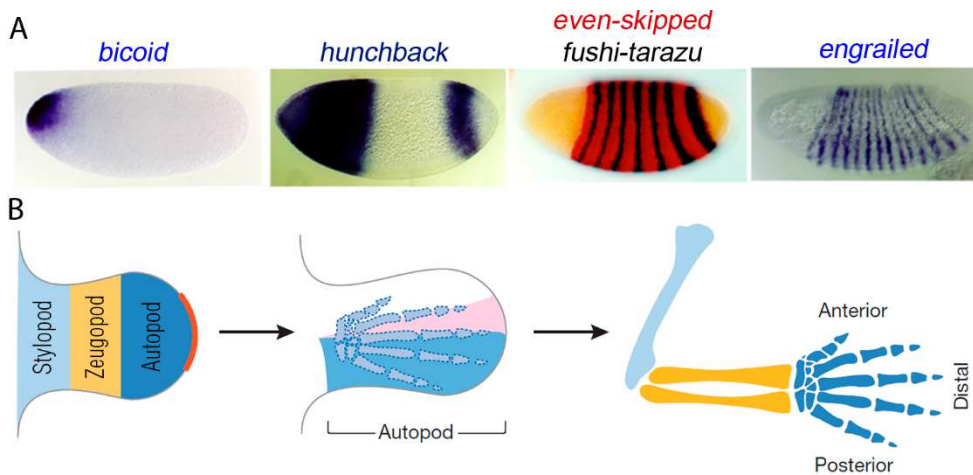 A
bicoid
hunchback
even-skipped
fushi-tarazu
engrailed
B
Stylopod
Zeugopod
Autopod
Autopod
Anterior
Distal
Posterior